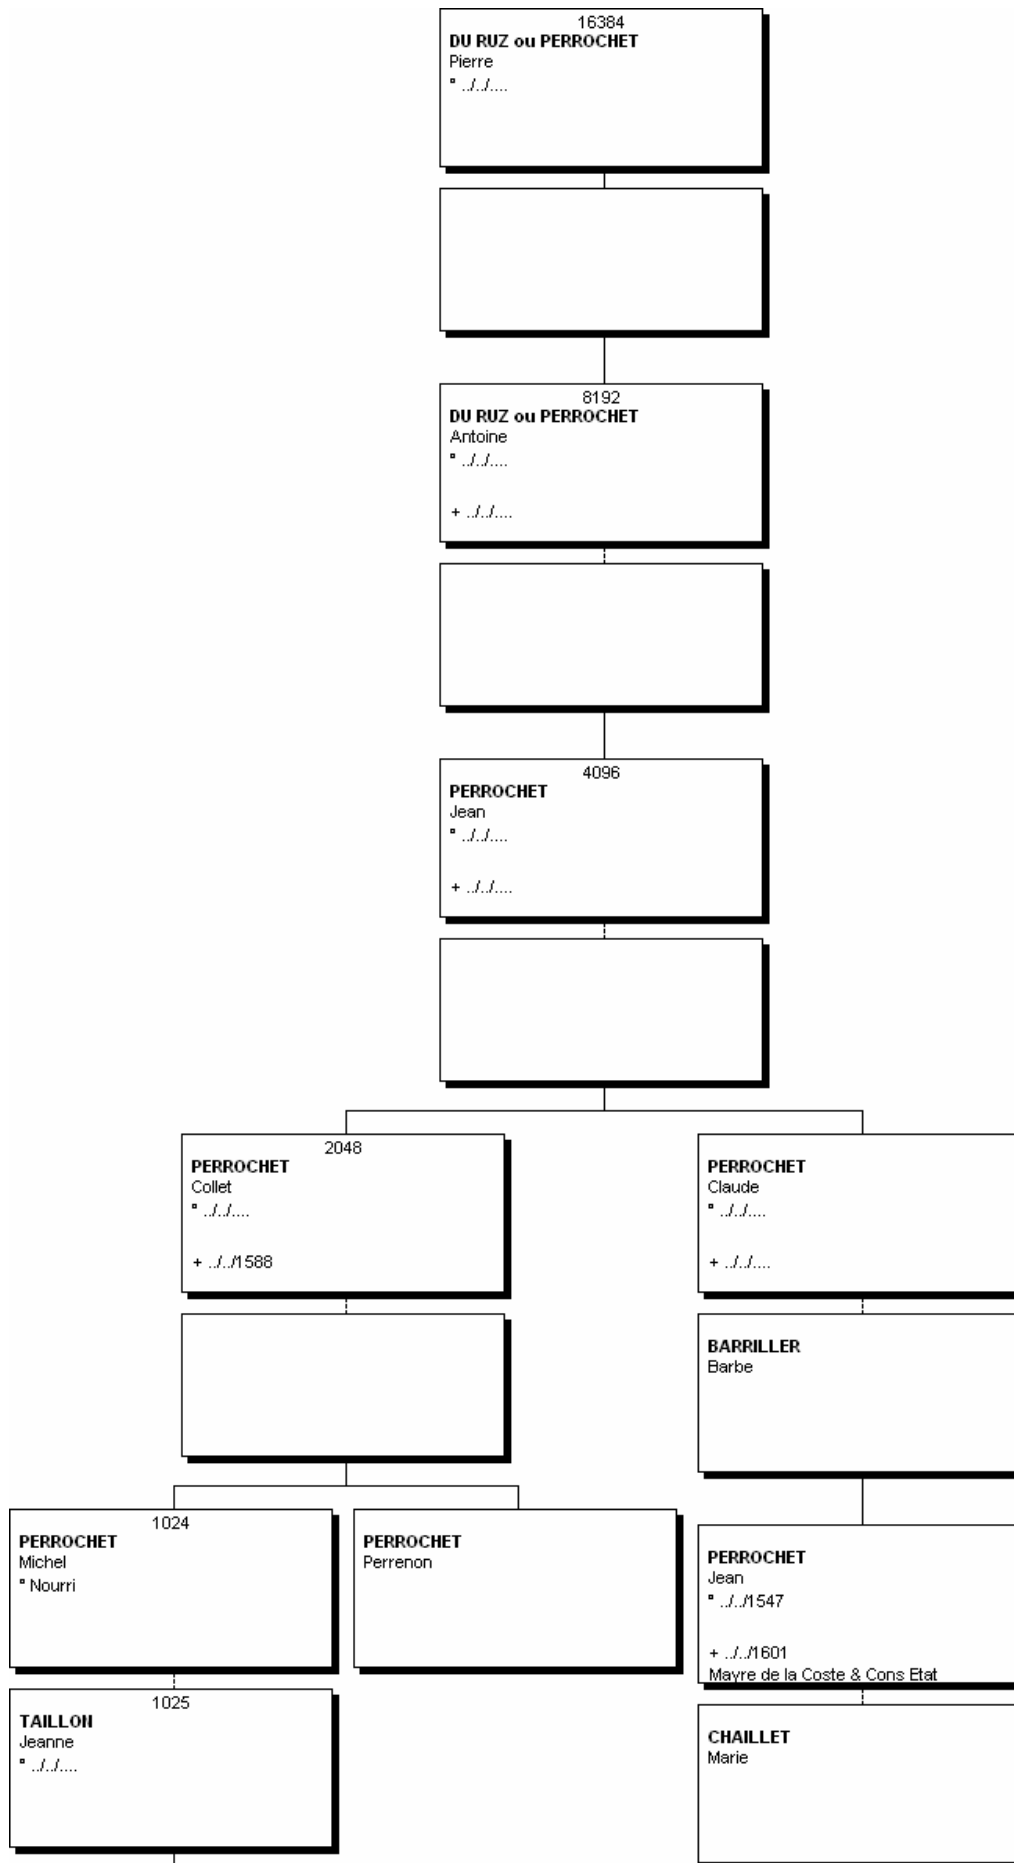 16384
DU RUZ ou PERROCHET
Pierre
° ../../....
8192
DU RUZ ou PERROCHET
Antoine
° ../../....
+ ../../....
4096
PERROCHET
Jean
° ../../....
+ ../../....
2048
PERROCHET
Collet
° ../../....
+ ../../1588
PERROCHET
Claude
° ../../....
+ ../../....
BARRILLER
Barbe
1024
PERROCHET
Michel
° Nourri
PERROCHET
Perrenon
PERROCHET
Jean
° ../../1547
+ ../../1601
Mayre de la Coste & Cons Etat
1025
TAILLON
Jeanne
° ../../....
CHAILLET
Marie